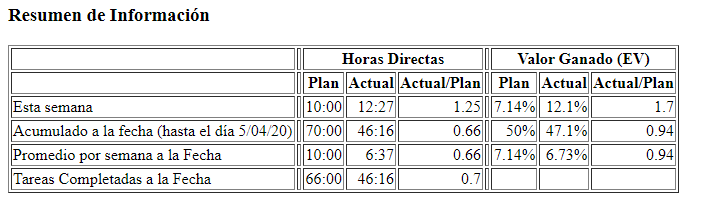 Resumen de Información
Horas Directas Valor Ganado (EV)
Plan Actual Actual/Plan Plan Actual Actual/Plan
Esta semana 10:00 12:27 1.25 7.14% 12.1% 1.7
Acumulado a la fecha (hasta el día 5/04/20) 70:00 46:16 0.66 50% 47.1% 0.94
Promedio por semana a la Fecha 10:00 6:37 0.66 7.14% 6.73% 0.94
Tareas Completadas a la Fecha 66:00 46:16 0.7